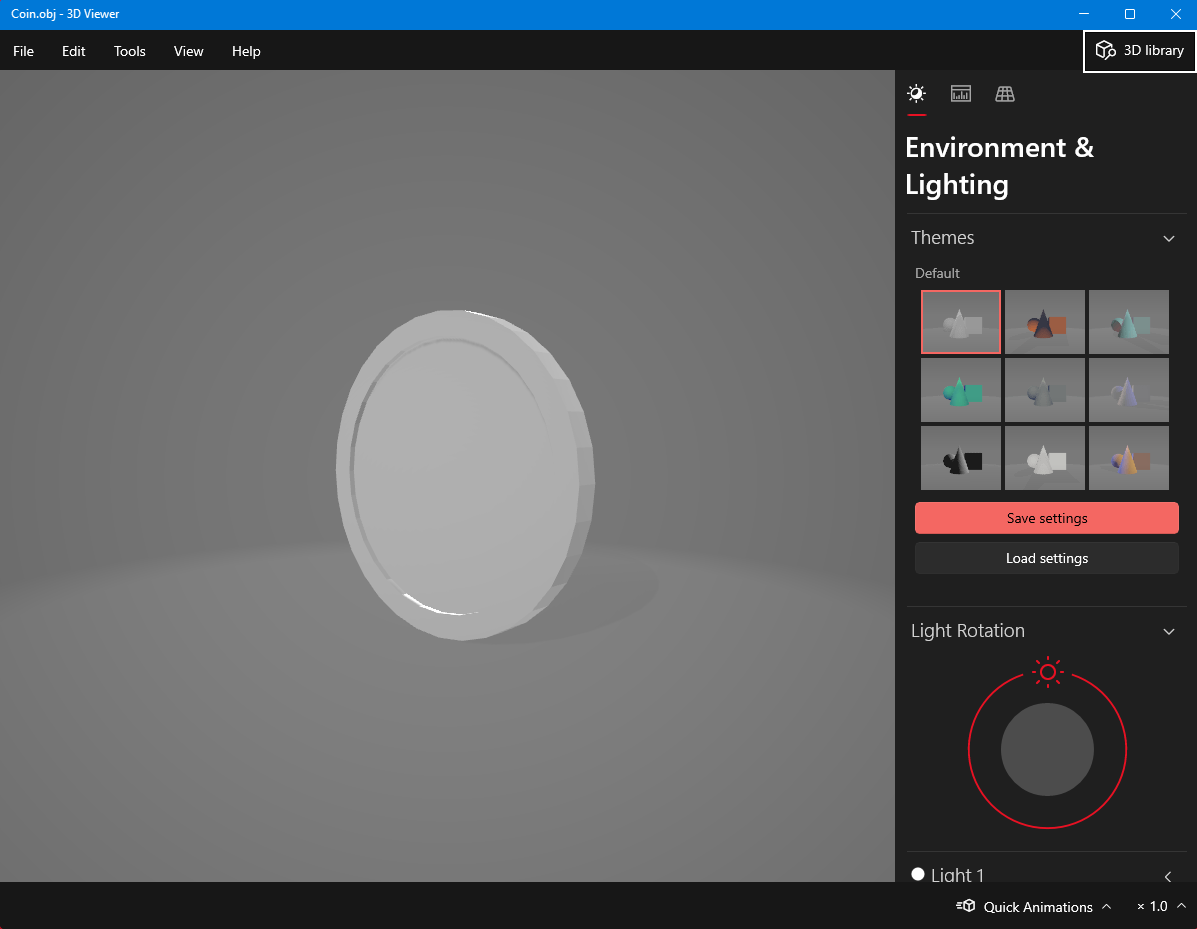 Coin.obj - 3D Viewer
File Edit Tools View Help
3D library
Environment &
Lighting
Themes
Default
Save settings
Load settings
Light Rotation
Light 1
Quick Animations
× 1.0